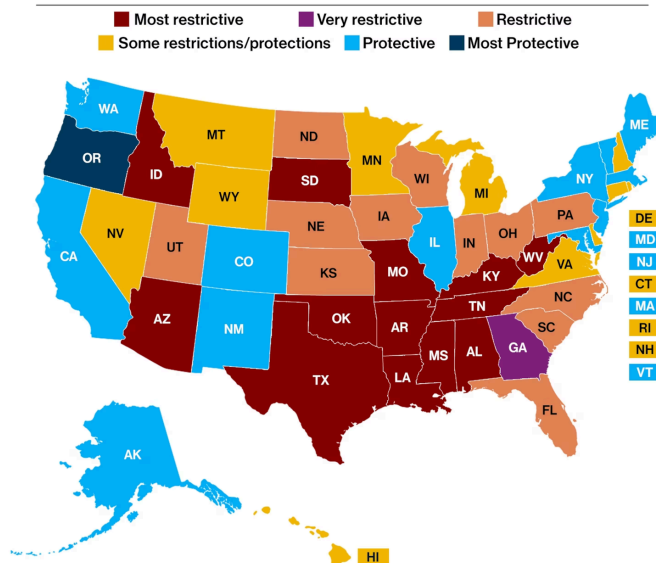 Most restrictive Very restrictive Restrictive
Some restrictions/protections Protective Most Protective
WA
MT
ND
MN
ME
OR
ID
SD
WI
NY
WY
MI
IA
PA
NE
DE
NV
IL
IN
OH
MD
UT
CO
WV
NJ
CA
KS
MO
KY
VA
CT
NC
MA
TN
OK
AZ
NM
AR
SC
RI
MS
AL
GA
NH
TX
LA
VT
FL
AK
HI